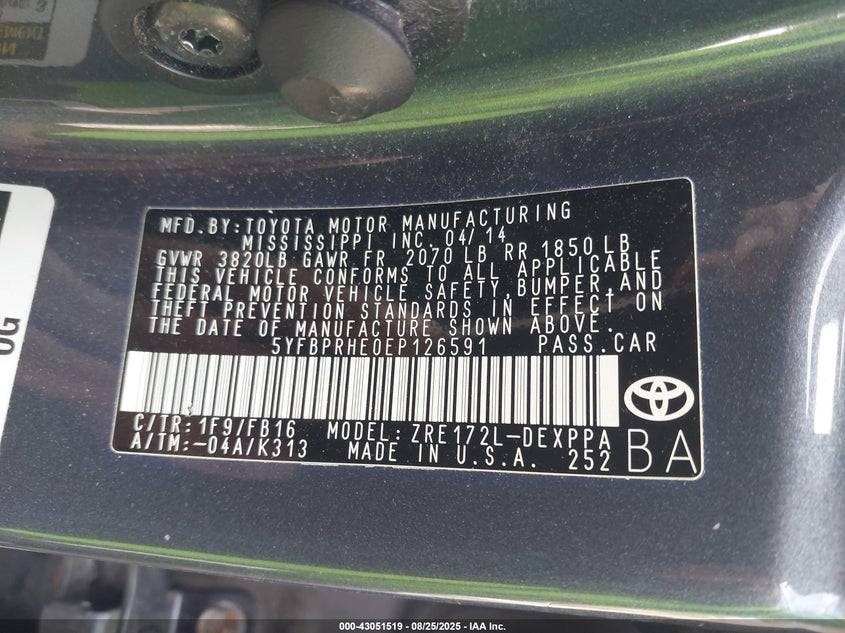 MFD.BY:TOYOTA MOTOR MANUFACTURING
MISSISSIPPI INC. 04/14
GVWR 3820LB GAWR FR 2070 LB RR 1850 LB
THIS VEHICLE CONFORMS TO ALL APPLICABLE
FEDERAL MOTOR VEHICLE SAFETY, BUMPER, AND
THEFT PREVENTION STANDARDS IN EFFECT ON
THE DATE OF MANUFACTURE SHOWN ABOVE.
5YFBPRHE0EP126591 PASS.CAR
C/TR: 1F9/FB16 MODEL: ZRE172L-DEXPPA
A/TM:-04A/K313 MADE IN U.S.A. 252 BA
OG
000-43051519 - 08/25/2025 - IAA Inc.